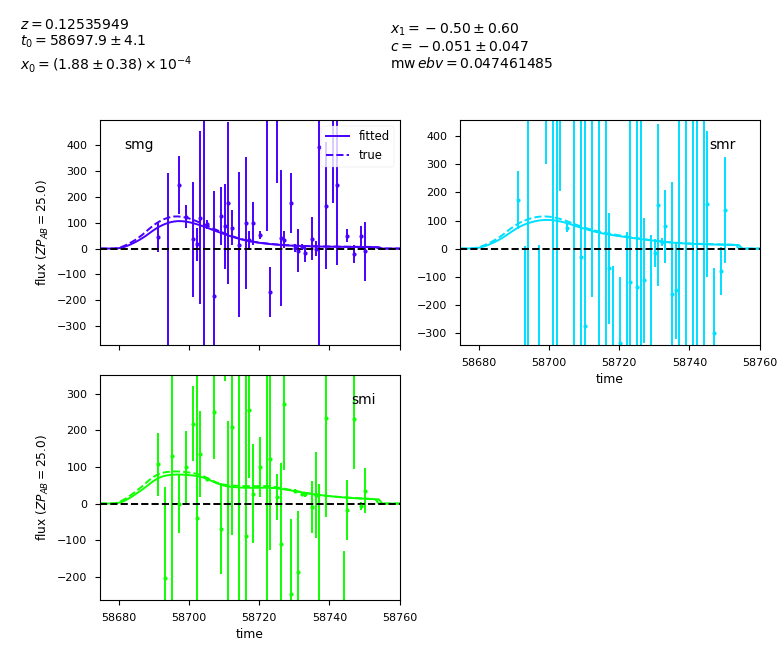 z = 0.12535949
t₀ = 58697.9 ± 4.1
x₀ = (1.88 ± 0.38) × 10⁻⁴
x₁ = −0.50 ± 0.60
c = −0.051 ± 0.047
mw ebv = 0.047461485
smg
fitted
true
400
300
200
100
0
−100
−200
−300
flux (ZP_AB = 25.0)
smr
400
300
200
100
0
−100
−200
−300
58680 58700 58720 58740 58760
time
smi
300
200
100
0
−100
−200
flux (ZP_AB = 25.0)
58680 58700 58720 58740 58760
time